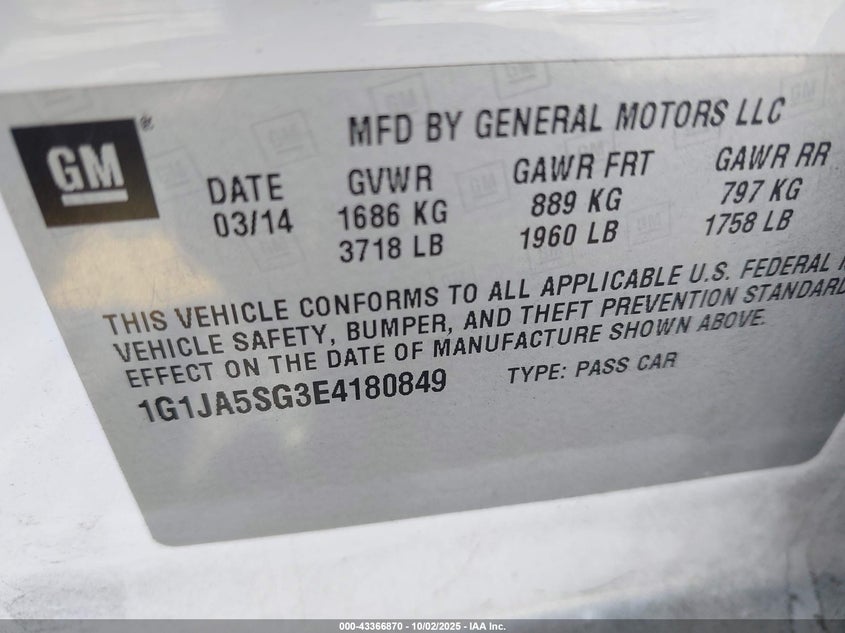 GM ®
MFD BY GENERAL MOTORS LLC
DATE GVWR GAWR FRT GAWR RR
03/14 1686 KG 889 KG 797 KG
3718 LB 1960 LB 1758 LB
THIS VEHICLE CONFORMS TO ALL APPLICABLE U.S. FEDERAL
VEHICLE SAFETY, BUMPER, AND THEFT PREVENTION STANDARD
EFFECT ON THE DATE OF MANUFACTURE SHOWN ABOVE.
1G1JA5SG3E4180849 TYPE: PASS CAR
000-43366870 - 10/02/2025 - IAA Inc.